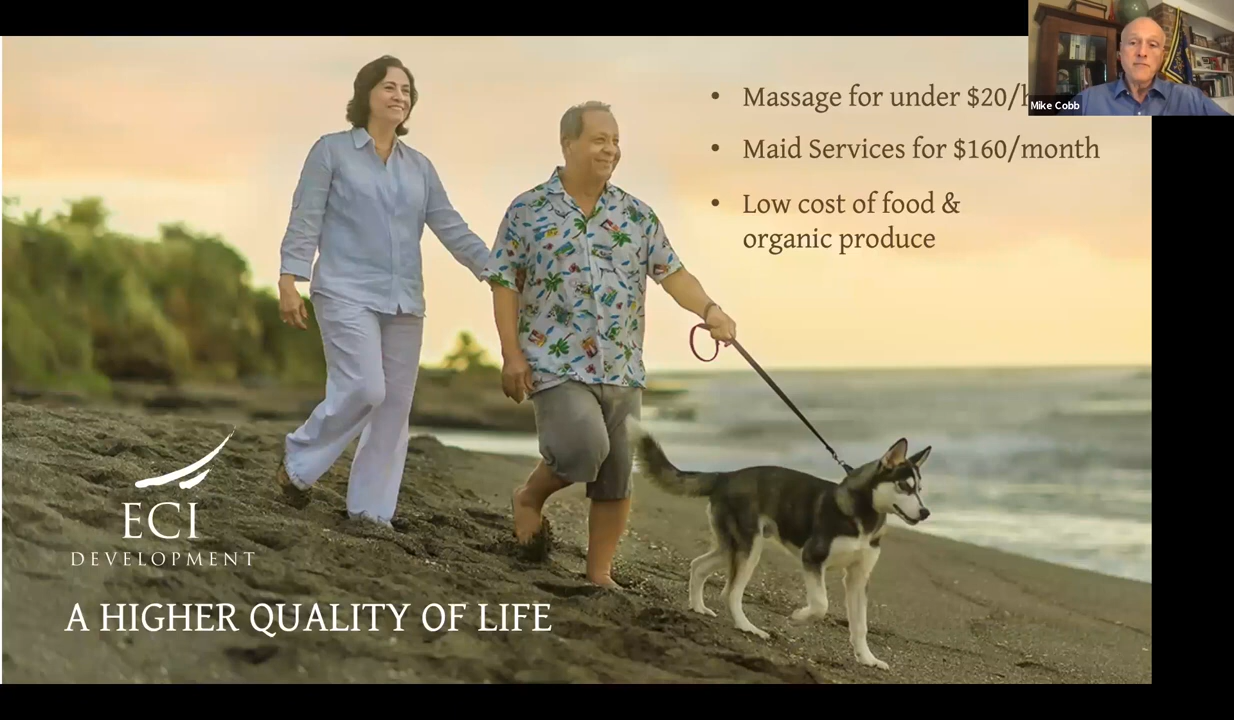 • Massage for under $20/h
Mike Cobb
• Maid Services for $160/month
• Low cost of food &
organic produce
ECI
DEVELOPMENT
A HIGHER QUALITY OF LIFE